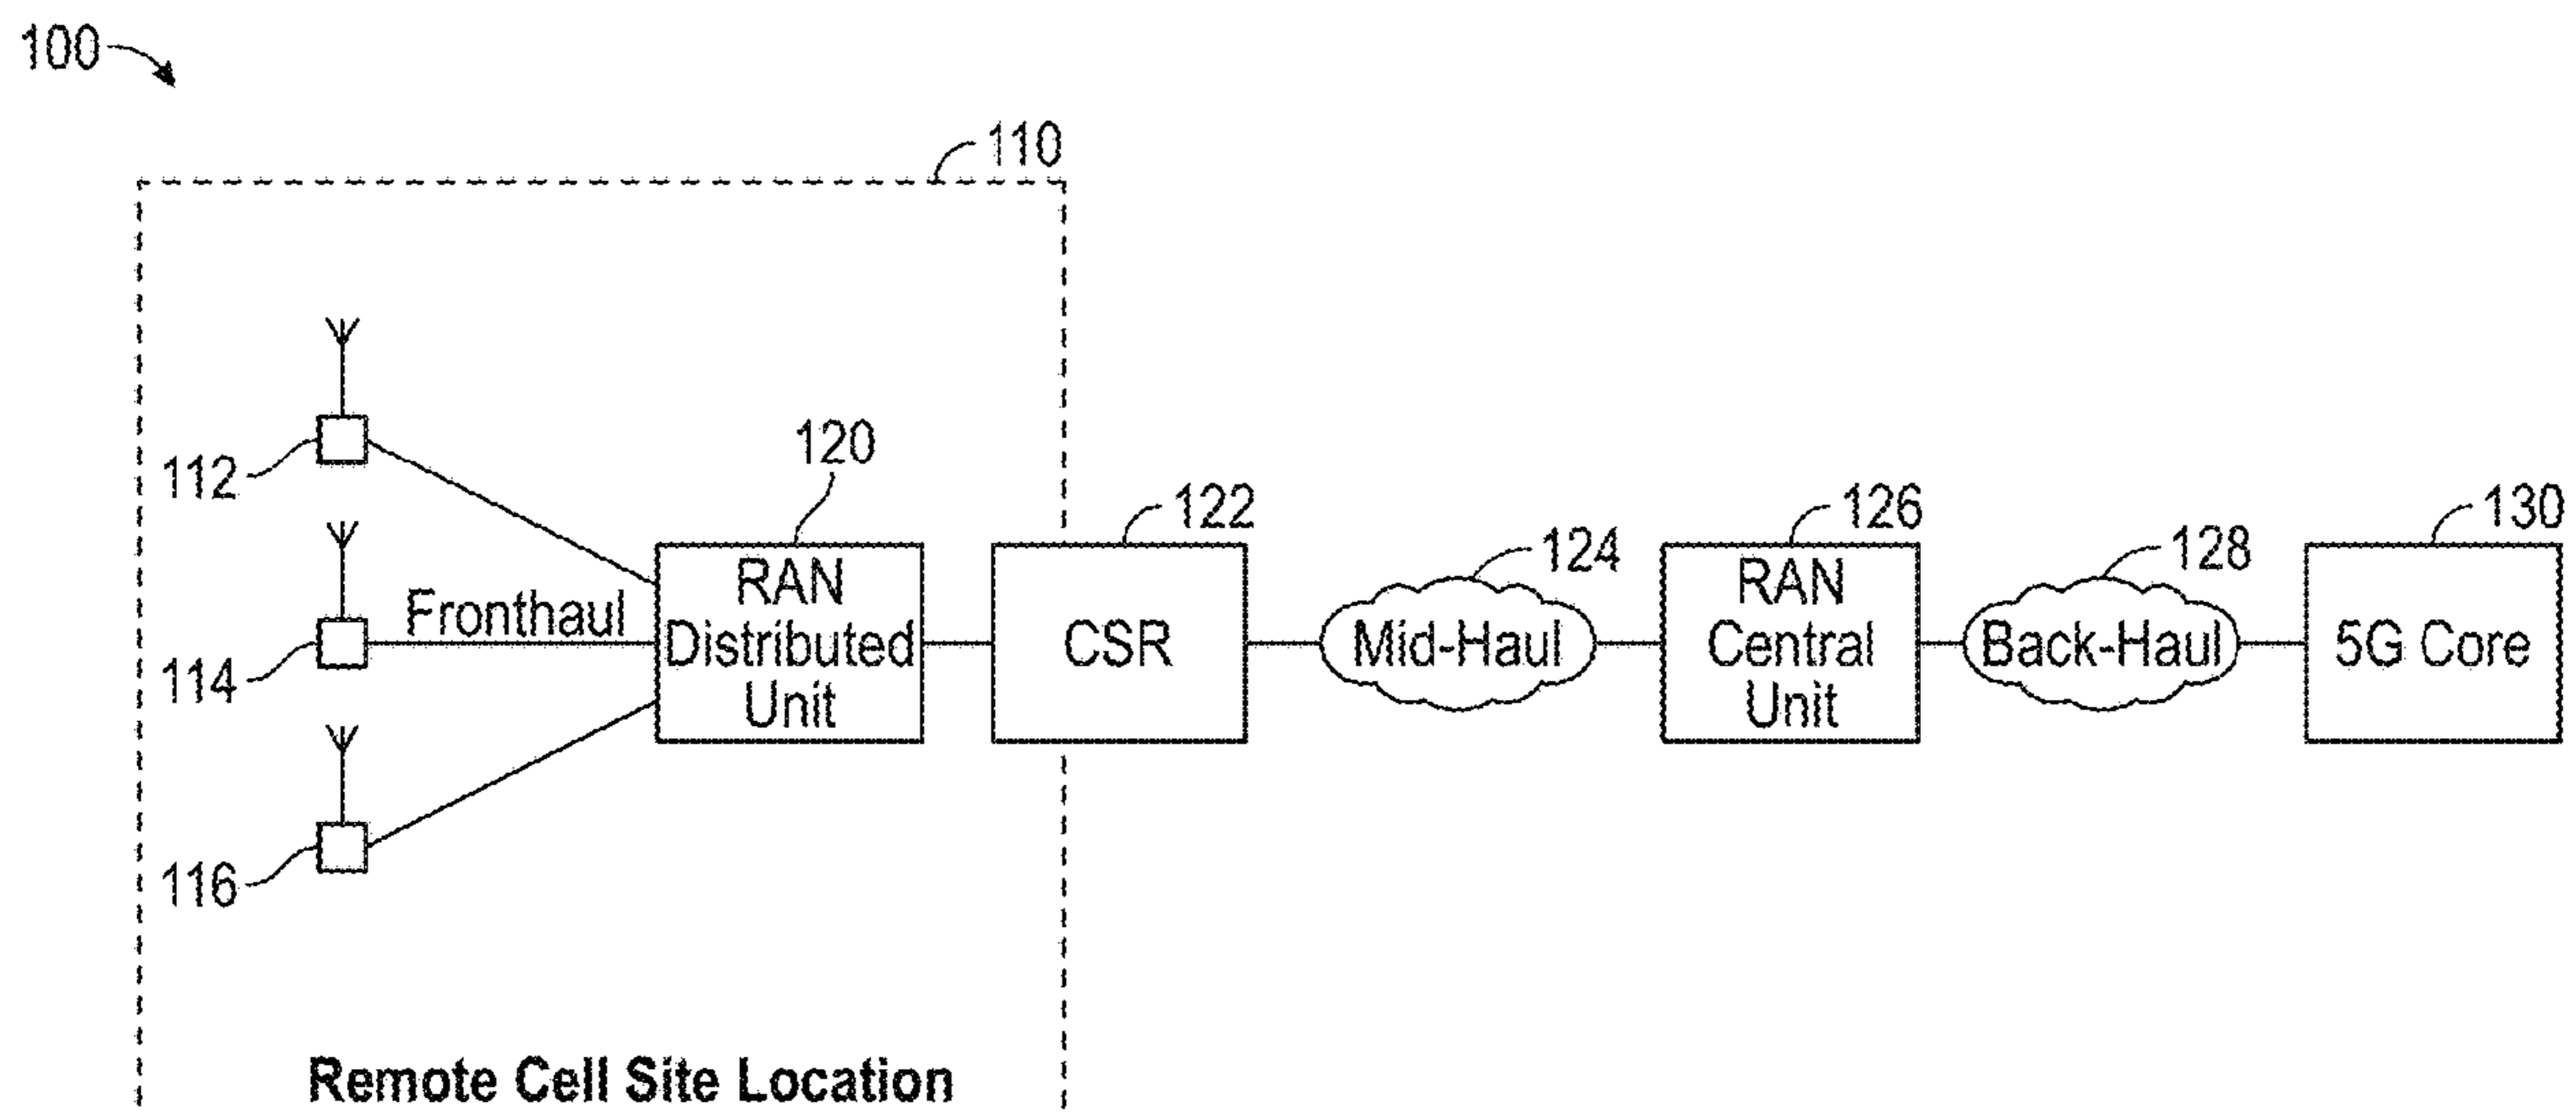 100
110
112
120
122
124
126
128
130
Fronthaul
114
RAN
Distributed
Unit
CSR
Mid-Haul
RAN
Central
Unit
Back-Haul
5G Core
116
Remote Cell Site Location